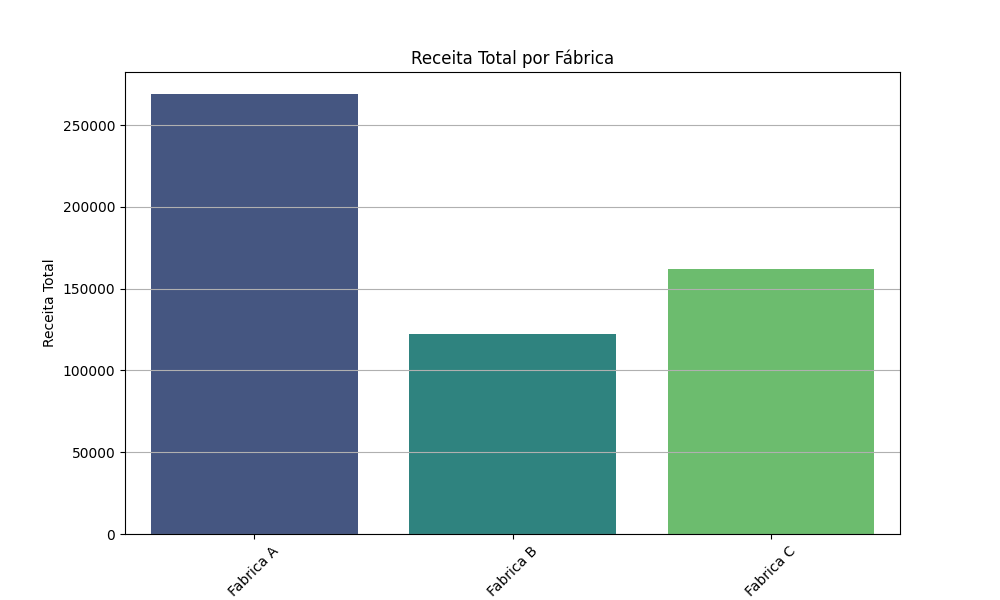 Receita Total por Fábrica
Receita Total
250000
200000
150000
100000
50000
0
Fabrica A
Fabrica B
Fabrica C